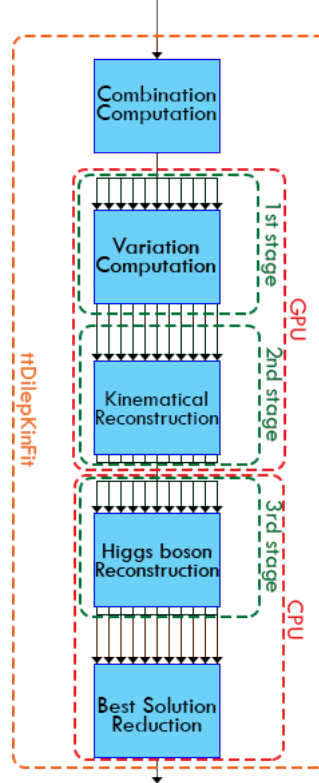 Combination
Computation
1st stage
Variation
Computation
GPU
2nd stage
Kinematical
Reconstruction
ttDilepKinFit
3rd stage
Higgs boson
Reconstruction
CPU
Best Solution
Reduction